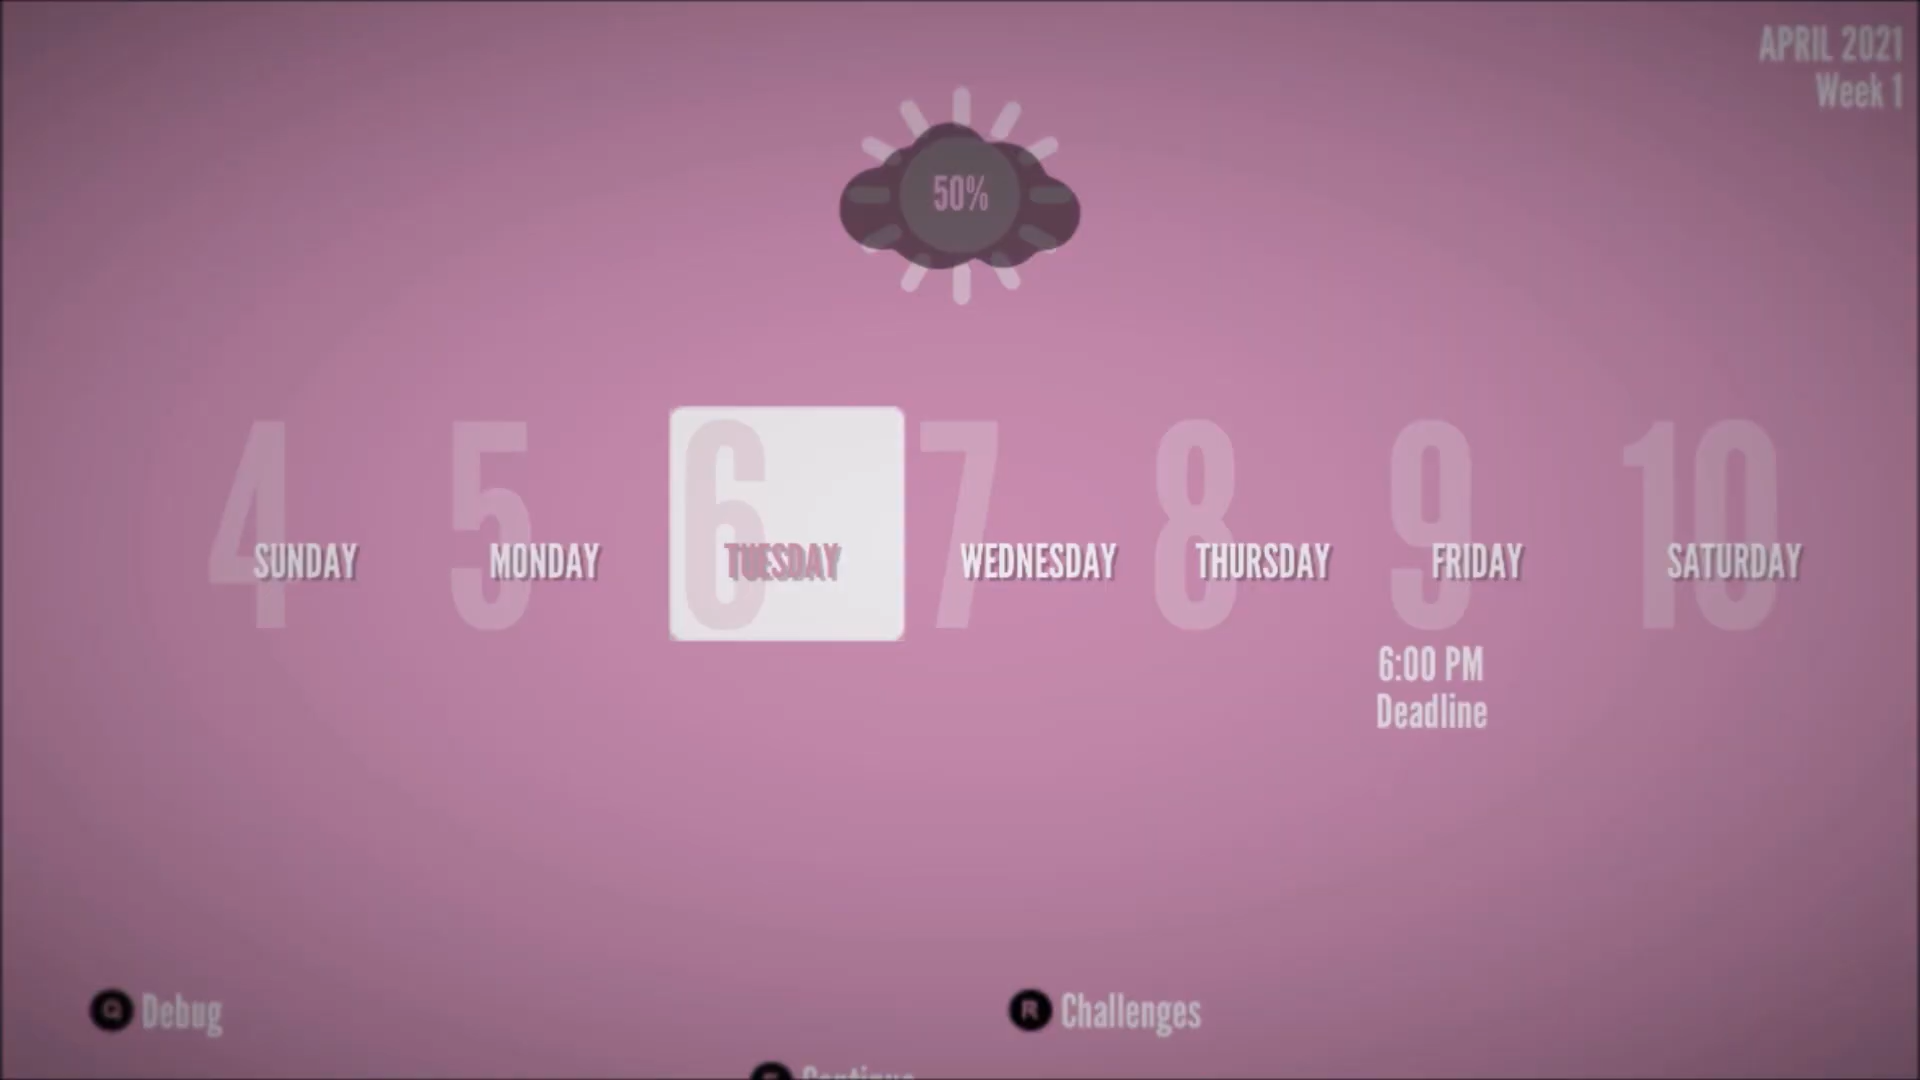 APRIL 2021
Week 1
50%
4 SUNDAY
5 MONDAY
6 TUESDAY
7 WEDNESDAY
8 THURSDAY
9 FRIDAY
10 SATURDAY
6:00 PM
Deadline
Q Debug
R Challenges